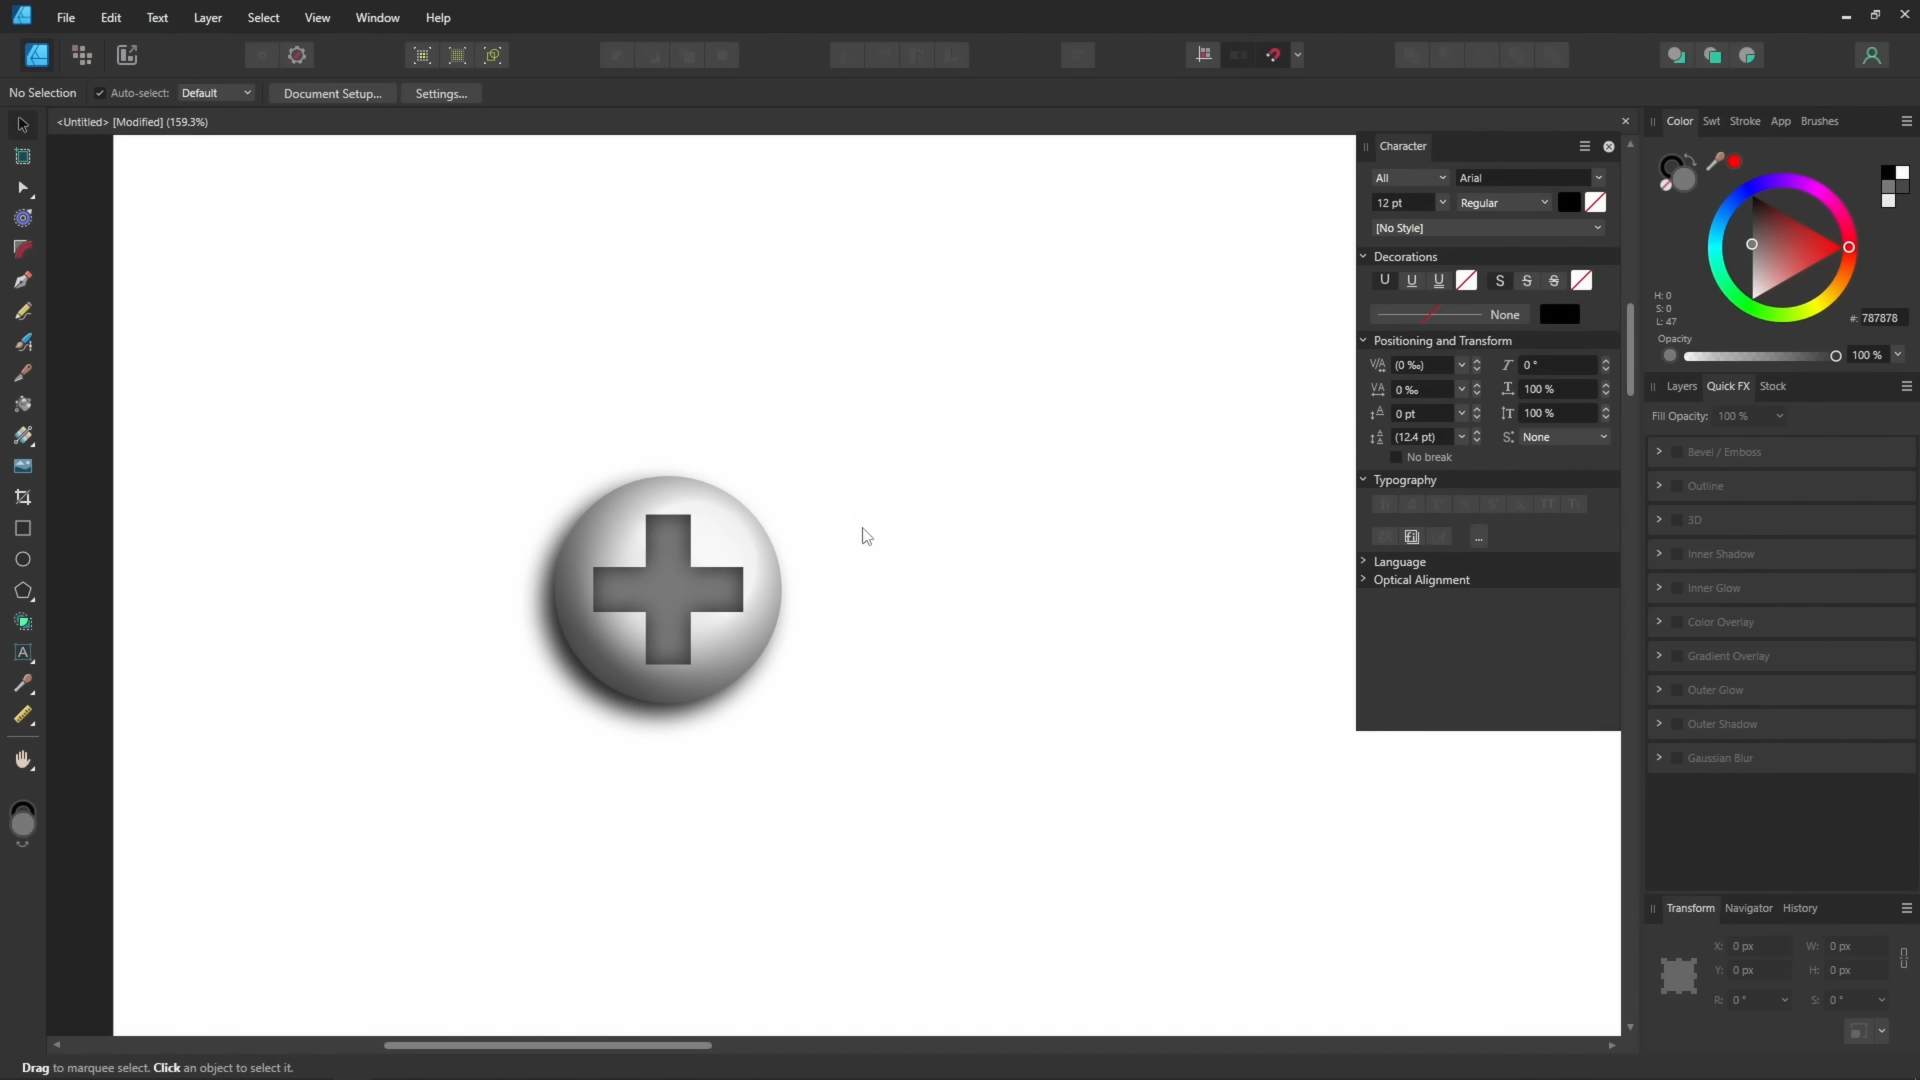 File Edit Text Layer Select View Window Help
No Selection Auto-select: Default Document Setup... Settings...
<Untitled> [Modified] (159.3%)
Character
All Arial
12 pt Regular
[No Style]
Decorations
U U U S S S
None
Positioning and Transform
(0 ‰) 0 °
0 ‰ 100 %
0 pt 100 %
(12.4 pt) None
No break
Typography
...
Language
Optical Alignment
Color Swt Stroke App Brushes
H: 0
S: 0
L: 47
#: 787878
Opacity
100 %
Layers Quick FX Stock
Fill Opacity: 100 %
Bevel / Emboss
Outline
3D
Inner Shadow
Inner Glow
Color Overlay
Gradient Overlay
Outer Glow
Outer Shadow
Gaussian Blur
Transform Navigator History
X: 0 px W: 0 px
Y: 0 px H: 0 px
R: 0 ° S: 0 °
Drag to marquee select. Click an object to select it.